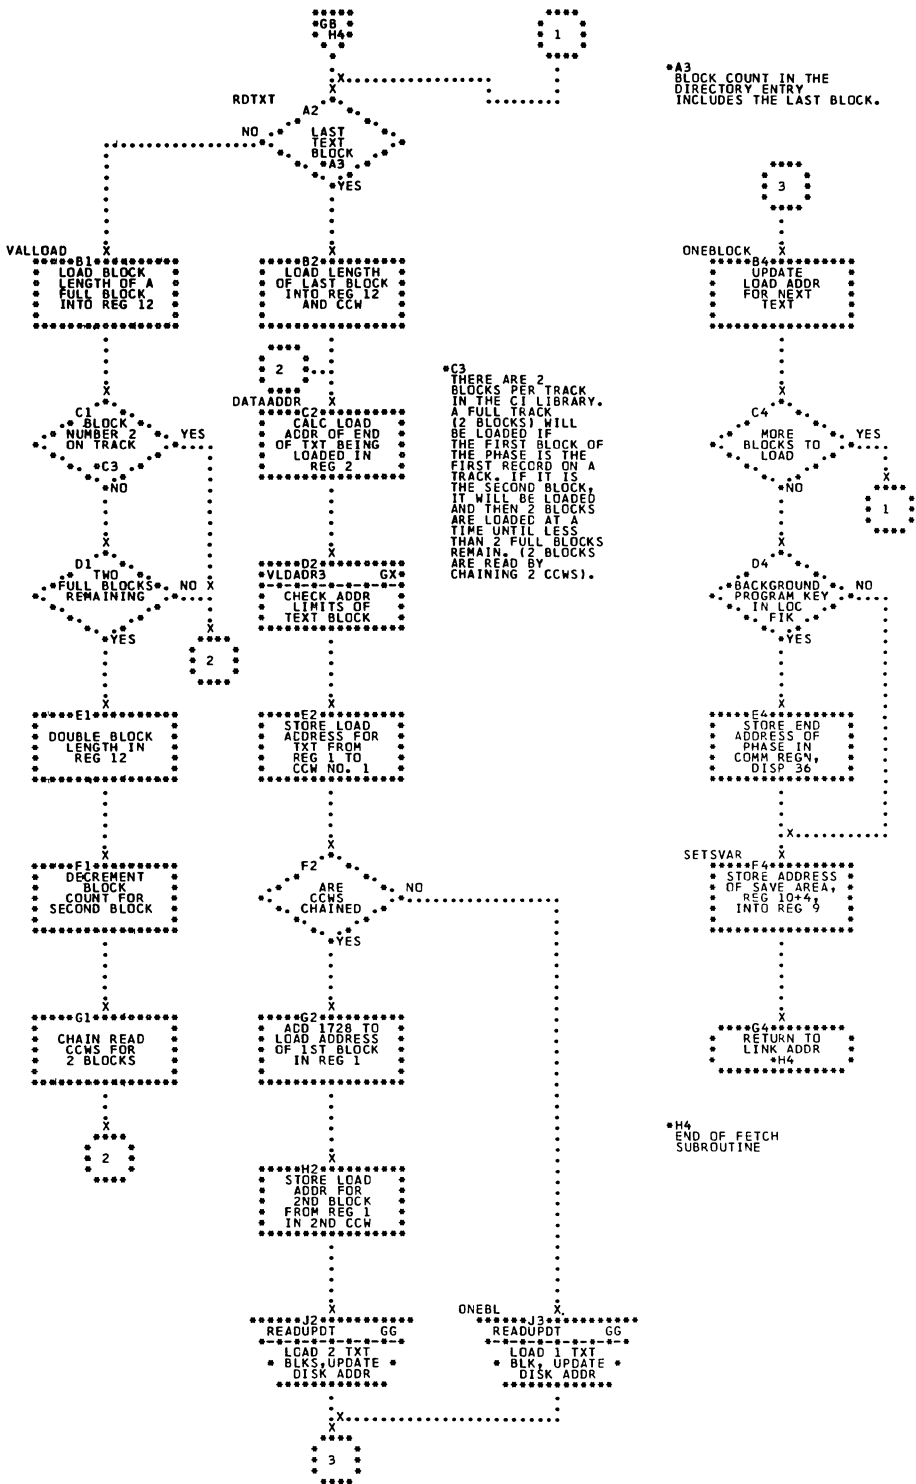 GB
H4
1
RDTXT
A2
NO
LAST
TEXT
BLOCK
*A3
YES
*A3
BLOCK COUNT IN THE
DIRECTORY ENTRY
INCLUDES THE LAST BLOCK.
3
VALLOAD
B1
LOAD BLOCK
LENGTH OF A
FULL BLOCK
INTO REG 12
B2
LOAD LENGTH
OF LAST BLOCK
INTO REG 12
AND CCW
ONEBLOCK
B4
UPDATE
LOAD ADDR
FOR NEXT
TEXT
2
DATAADDR
C1
BLOCK
NUMBER 2
ON TRACK
*C3
YES
NO
C2
CALC LOAD
ADDR OF END
OF TXT BEING
LOADED IN
REG 2
*C3
THERE ARE 2
BLOCKS PER TRACK
IN THE CI LIBRARY.
A FULL TRACK
(2 BLOCKS) WILL
BE LOADED IF
THE FIRST BLOCK OF
THE PHASE IS THE
FIRST RECORD ON A
TRACK. IF IT IS
THE SECOND BLOCK,
IT WILL BE LOADED
AND THEN 2 BLOCKS
ARE LOADED AT A
TIME UNTIL LESS
THAN 2 FULL BLOCKS
REMAIN. (2 BLOCKS
ARE READ BY
CHAINING 2 CCWS).
C4
MORE
BLOCKS TO
LOAD
YES
NO
1
D1
TWO
FULL BLOCKS
REMAINING
NO
YES
2
D2
VLDADR3 GX
CHECK ADDR
LIMITS OF
TEXT BLOCK
D4
BACKGROUND
PROGRAM KEY
IN LOC
FIK
NO
YES
E1
DOUBLE BLOCK
LENGTH IN
REG 12
E2
STORE LOAD
ADDRESS FOR
TXT FROM
REG 1 TO
CCW NO. 1
E4
STORE END
ADDRESS OF
PHASE IN
COMM REGN,
DISP 36
F1
DECREMENT
BLOCK
COUNT FOR
SECOND BLOCK
F2
ARE
CCWS
CHAINED
NO
YES
SETSVAR
F4
STORE ADDRESS
OF SAVE AREA,
REG 10+4,
INTO REG 9
G1
CHAIN READ
CCWS FOR
2 BLOCKS
G2
ADD 1728 TO
LOAD ADDRESS
OF 1ST BLOCK
IN REG 1
G4
RETURN TO
LINK ADDR
*H4
2
*H4
END OF FETCH
SUBROUTINE
H2
STORE LOAD
ADDR FOR
2ND BLOCK
FROM REG 1
IN 2ND CCW
J2
READUPDT GG
LOAD 2 TXT
BLKS,UPDATE
DISK ADDR
ONEBL
J3
READUPDT GG
LOAD 1 TXT
BLK, UPDATE
DISK ADDR
3